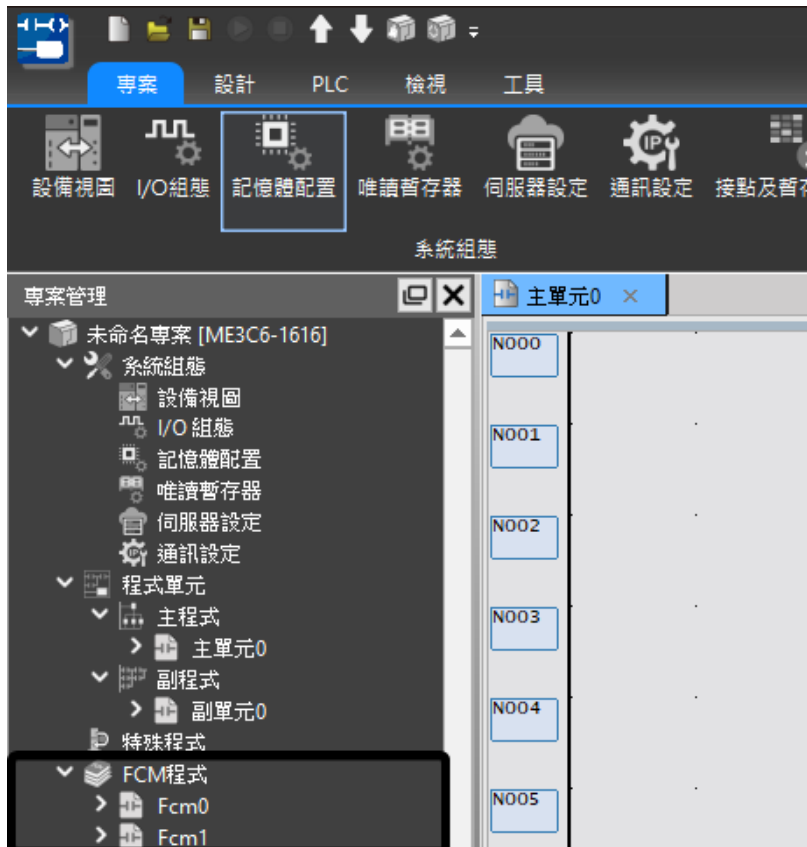 專案 設計 PLC 檢視 工具
設備視圖 I/O組態 記憶體配置 唯讀暫存器 伺服器設定 通訊設定 接點及暫存
系統組態
專案管理
主單元0
未命名專案 [ME3C6-1616]
系統組態
設備視圖
I/O 組態
記憶體配置
唯讀暫存器
伺服器設定
通訊設定
程式單元
主程式
主單元0
副程式
副單元0
特殊程式
FCM程式
Fcm0
Fcm1
N000
N001
N002
N003
N004
N005